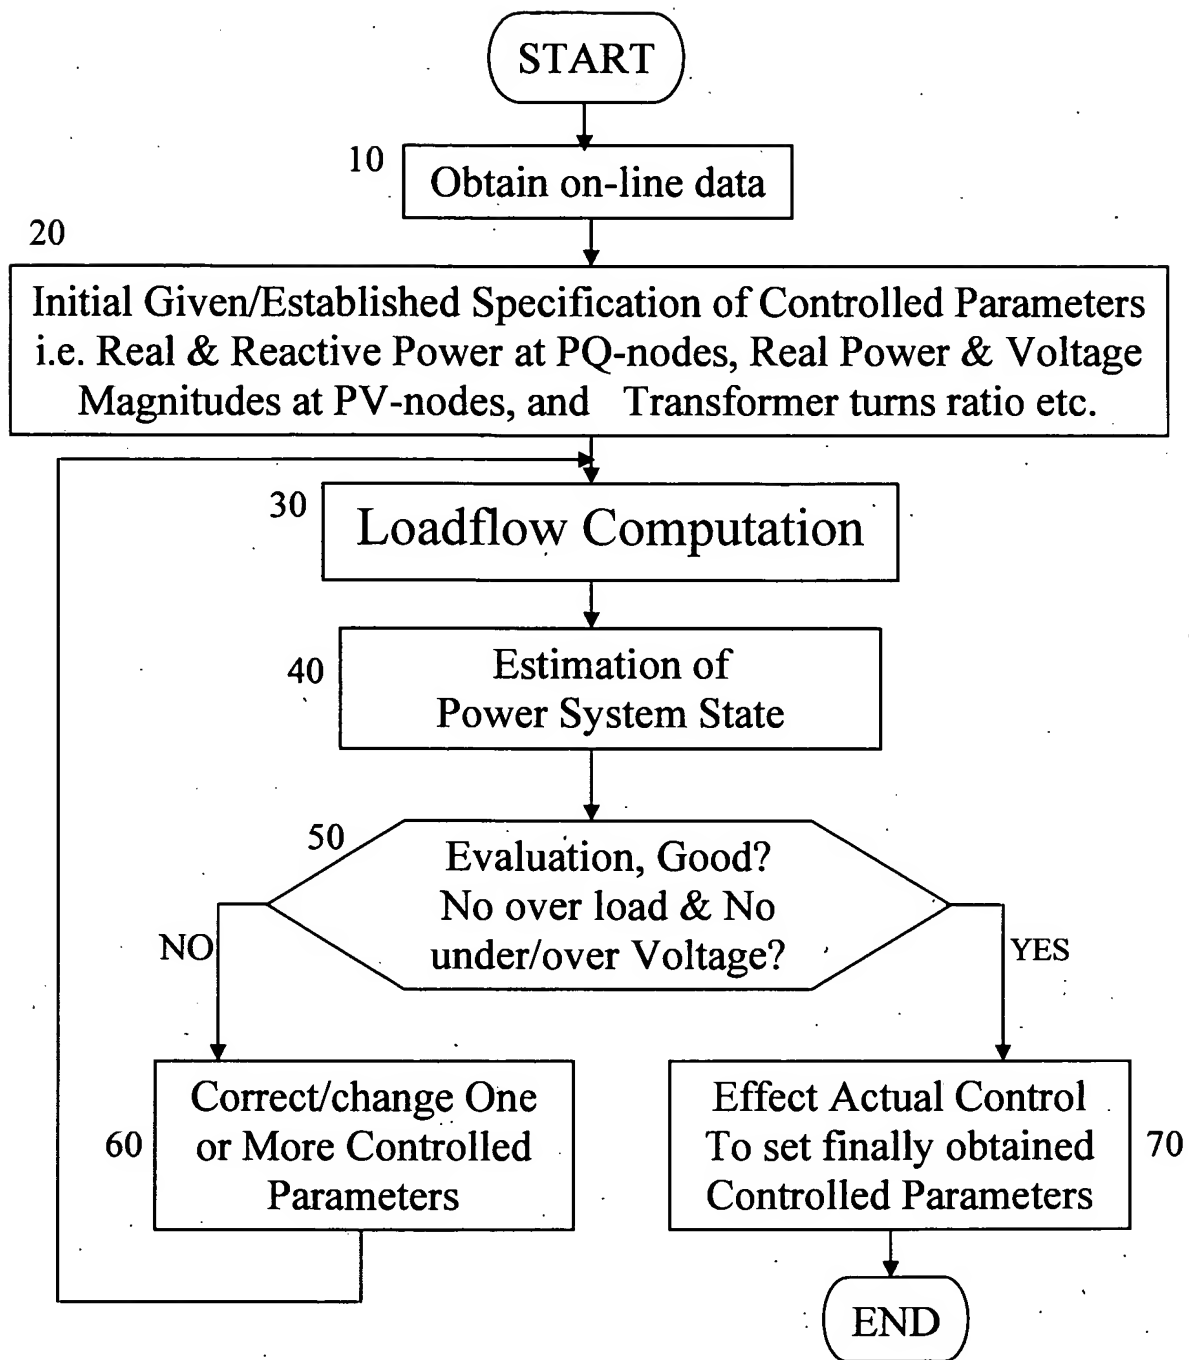 START
10
Obtain on-line data
20
Initial Given/Established Specification of Controlled Parameters
i.e. Real & Reactive Power at PQ-nodes, Real Power & Voltage
Magnitudes at PV-nodes, and Transformer turns ratio etc.
30
Loadflow Computation
40
Estimation of
Power System State
50
Evaluation, Good?
No over load & No
under/over Voltage?
NO
YES
60
Correct/change One
or More Controlled
Parameters
Effect Actual Control
To set finally obtained
Controlled Parameters
70
END